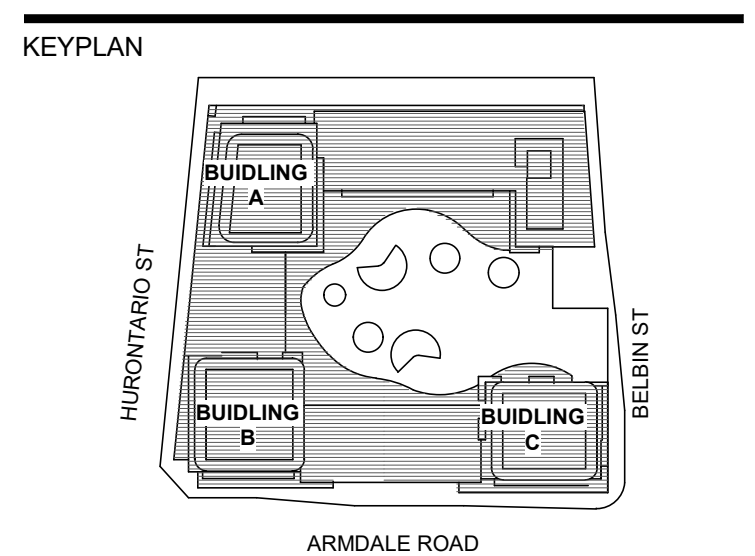 KEYPLAN
BUIDLING
A
HURONTARIO ST
BELBIN ST
BUIDLING
B
BUIDLING
C
ARMDALE ROAD